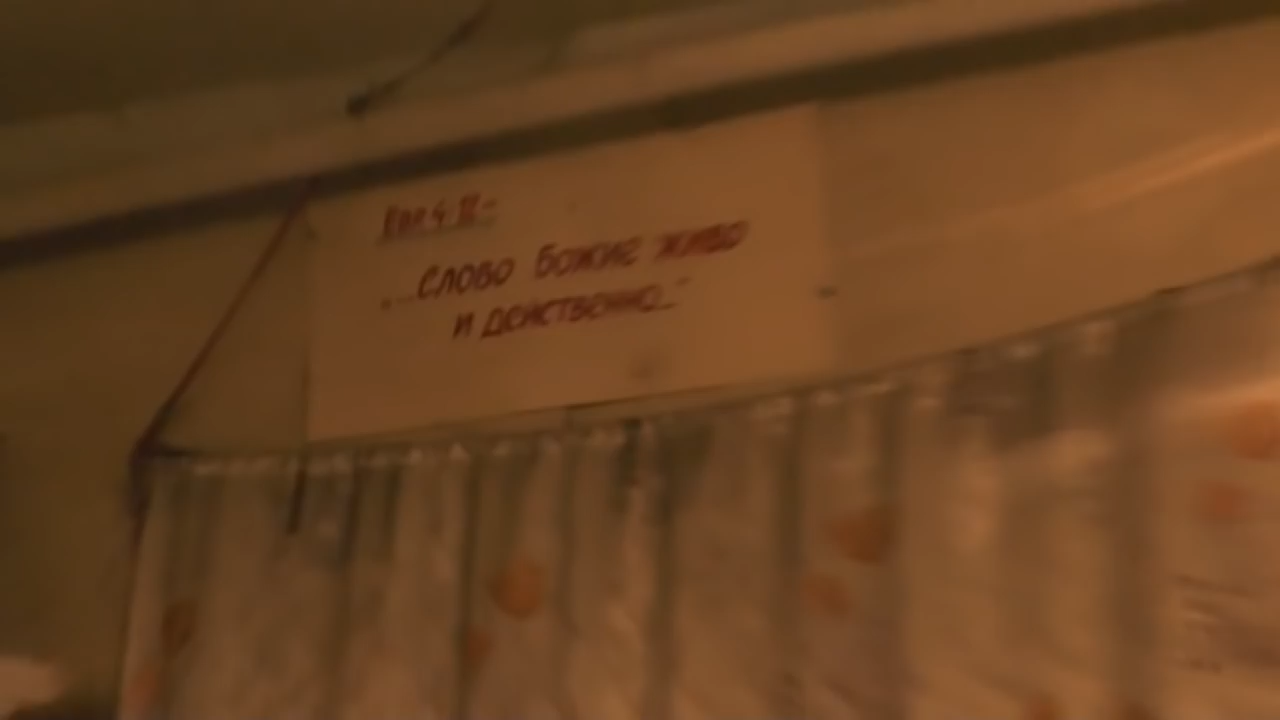 Евр 4:12-
"...Слово Божие живо
и действенно..."